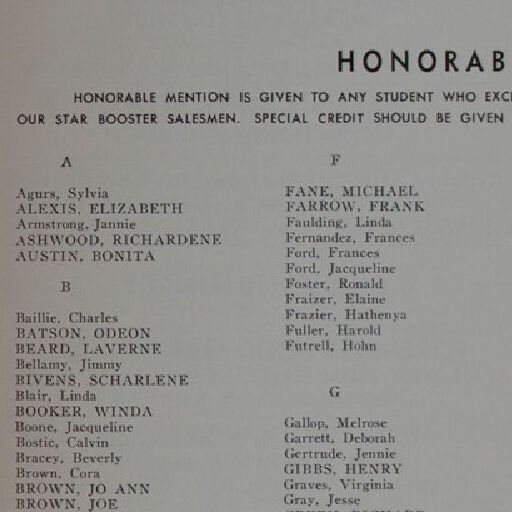 HONORAB
HONORABLE MENTION IS GIVEN TO ANY STUDENT WHO EXC
OUR STAR BOOSTER SALESMEN. SPECIAL CREDIT SHOULD BE GIVEN
A
Agurs, Sylvia
ALEXIS, ELIZABETH
Armstrong, Jannie
ASHWOOD, RICHARDENE
AUSTIN, BONITA
B
Baillie, Charles
BATSON, ODEON
BEARD, LAVERNE
Bellamy, Jimmy
BIVENS, SCHARLENE
Blair, Linda
BOOKER, WINDA
Boone, Jacqueline
Bostic, Calvin
Bracey, Beverly
Brown, Cora
BROWN, JO ANN
BROWN, JOE
F
FANE, MICHAEL
FARROW, FRANK
Faulding, Linda
Fernandez, Frances
Ford, Frances
Ford, Jacqueline
Foster, Ronald
Fraizer, Elaine
Frazier, Hathenya
Fuller, Harold
Futrell, Hohn
G
Gallop, Melrose
Garrett, Deborah
Gertrude, Jennie
GIBBS, HENRY
Graves, Virginia
Gray, Jesse